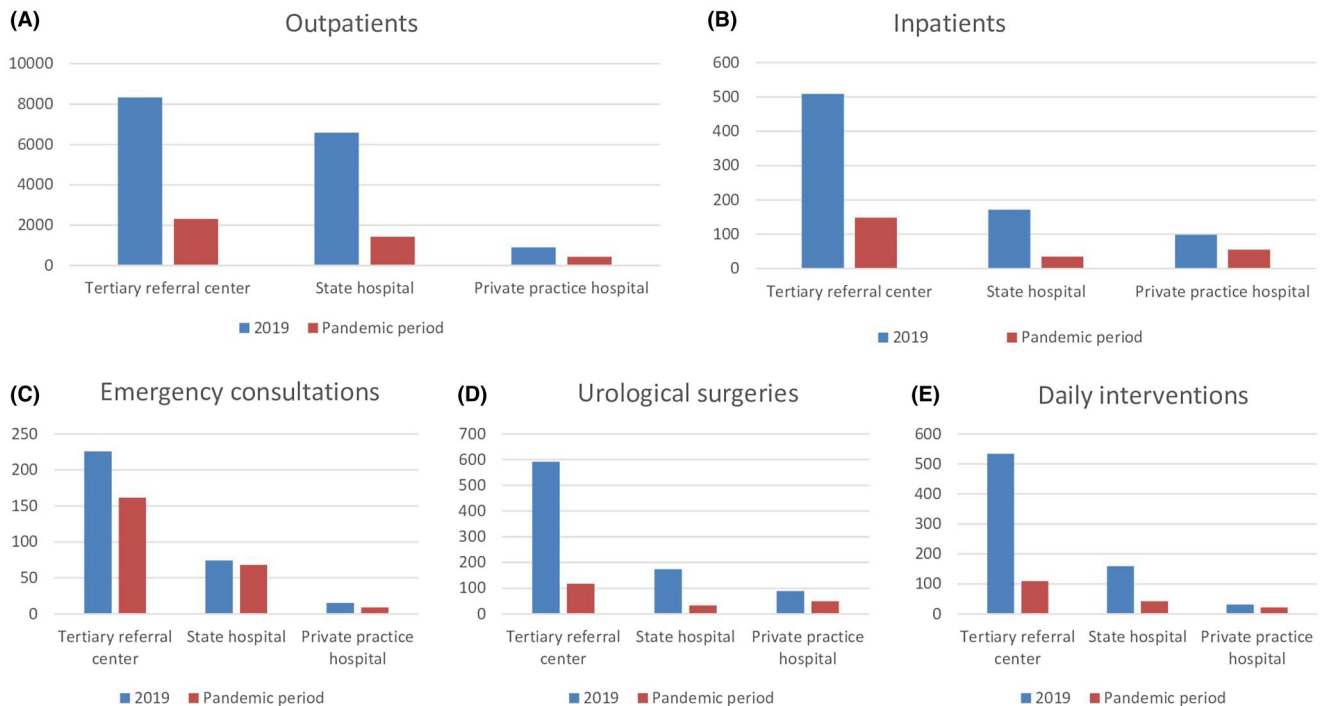 (A)
Outpatients
10000
8000
6000
4000
2000
0
Tertiary referral center
State hospital
Private practice hospital
2019
Pandemic period
(B)
Inpatients
600
500
400
300
200
100
0
Tertiary referral center
State hospital
Private practice hospital
2019
Pandemic period
(C)
Emergency consultations
250
200
150
100
50
0
Tertiary referral
center
State hospital
Private practice
hospital
2019
Pandemic period
(D)
Urological surgeries
700
600
500
400
300
200
100
0
Tertiary referral
center
State hospital
Private practice
hospital
2019
Pandemic period
(E)
Daily interventions
600
500
400
300
200
100
0
Tertiary referral
center
State hospital
Private practice
hospital
2019
Pandemic period